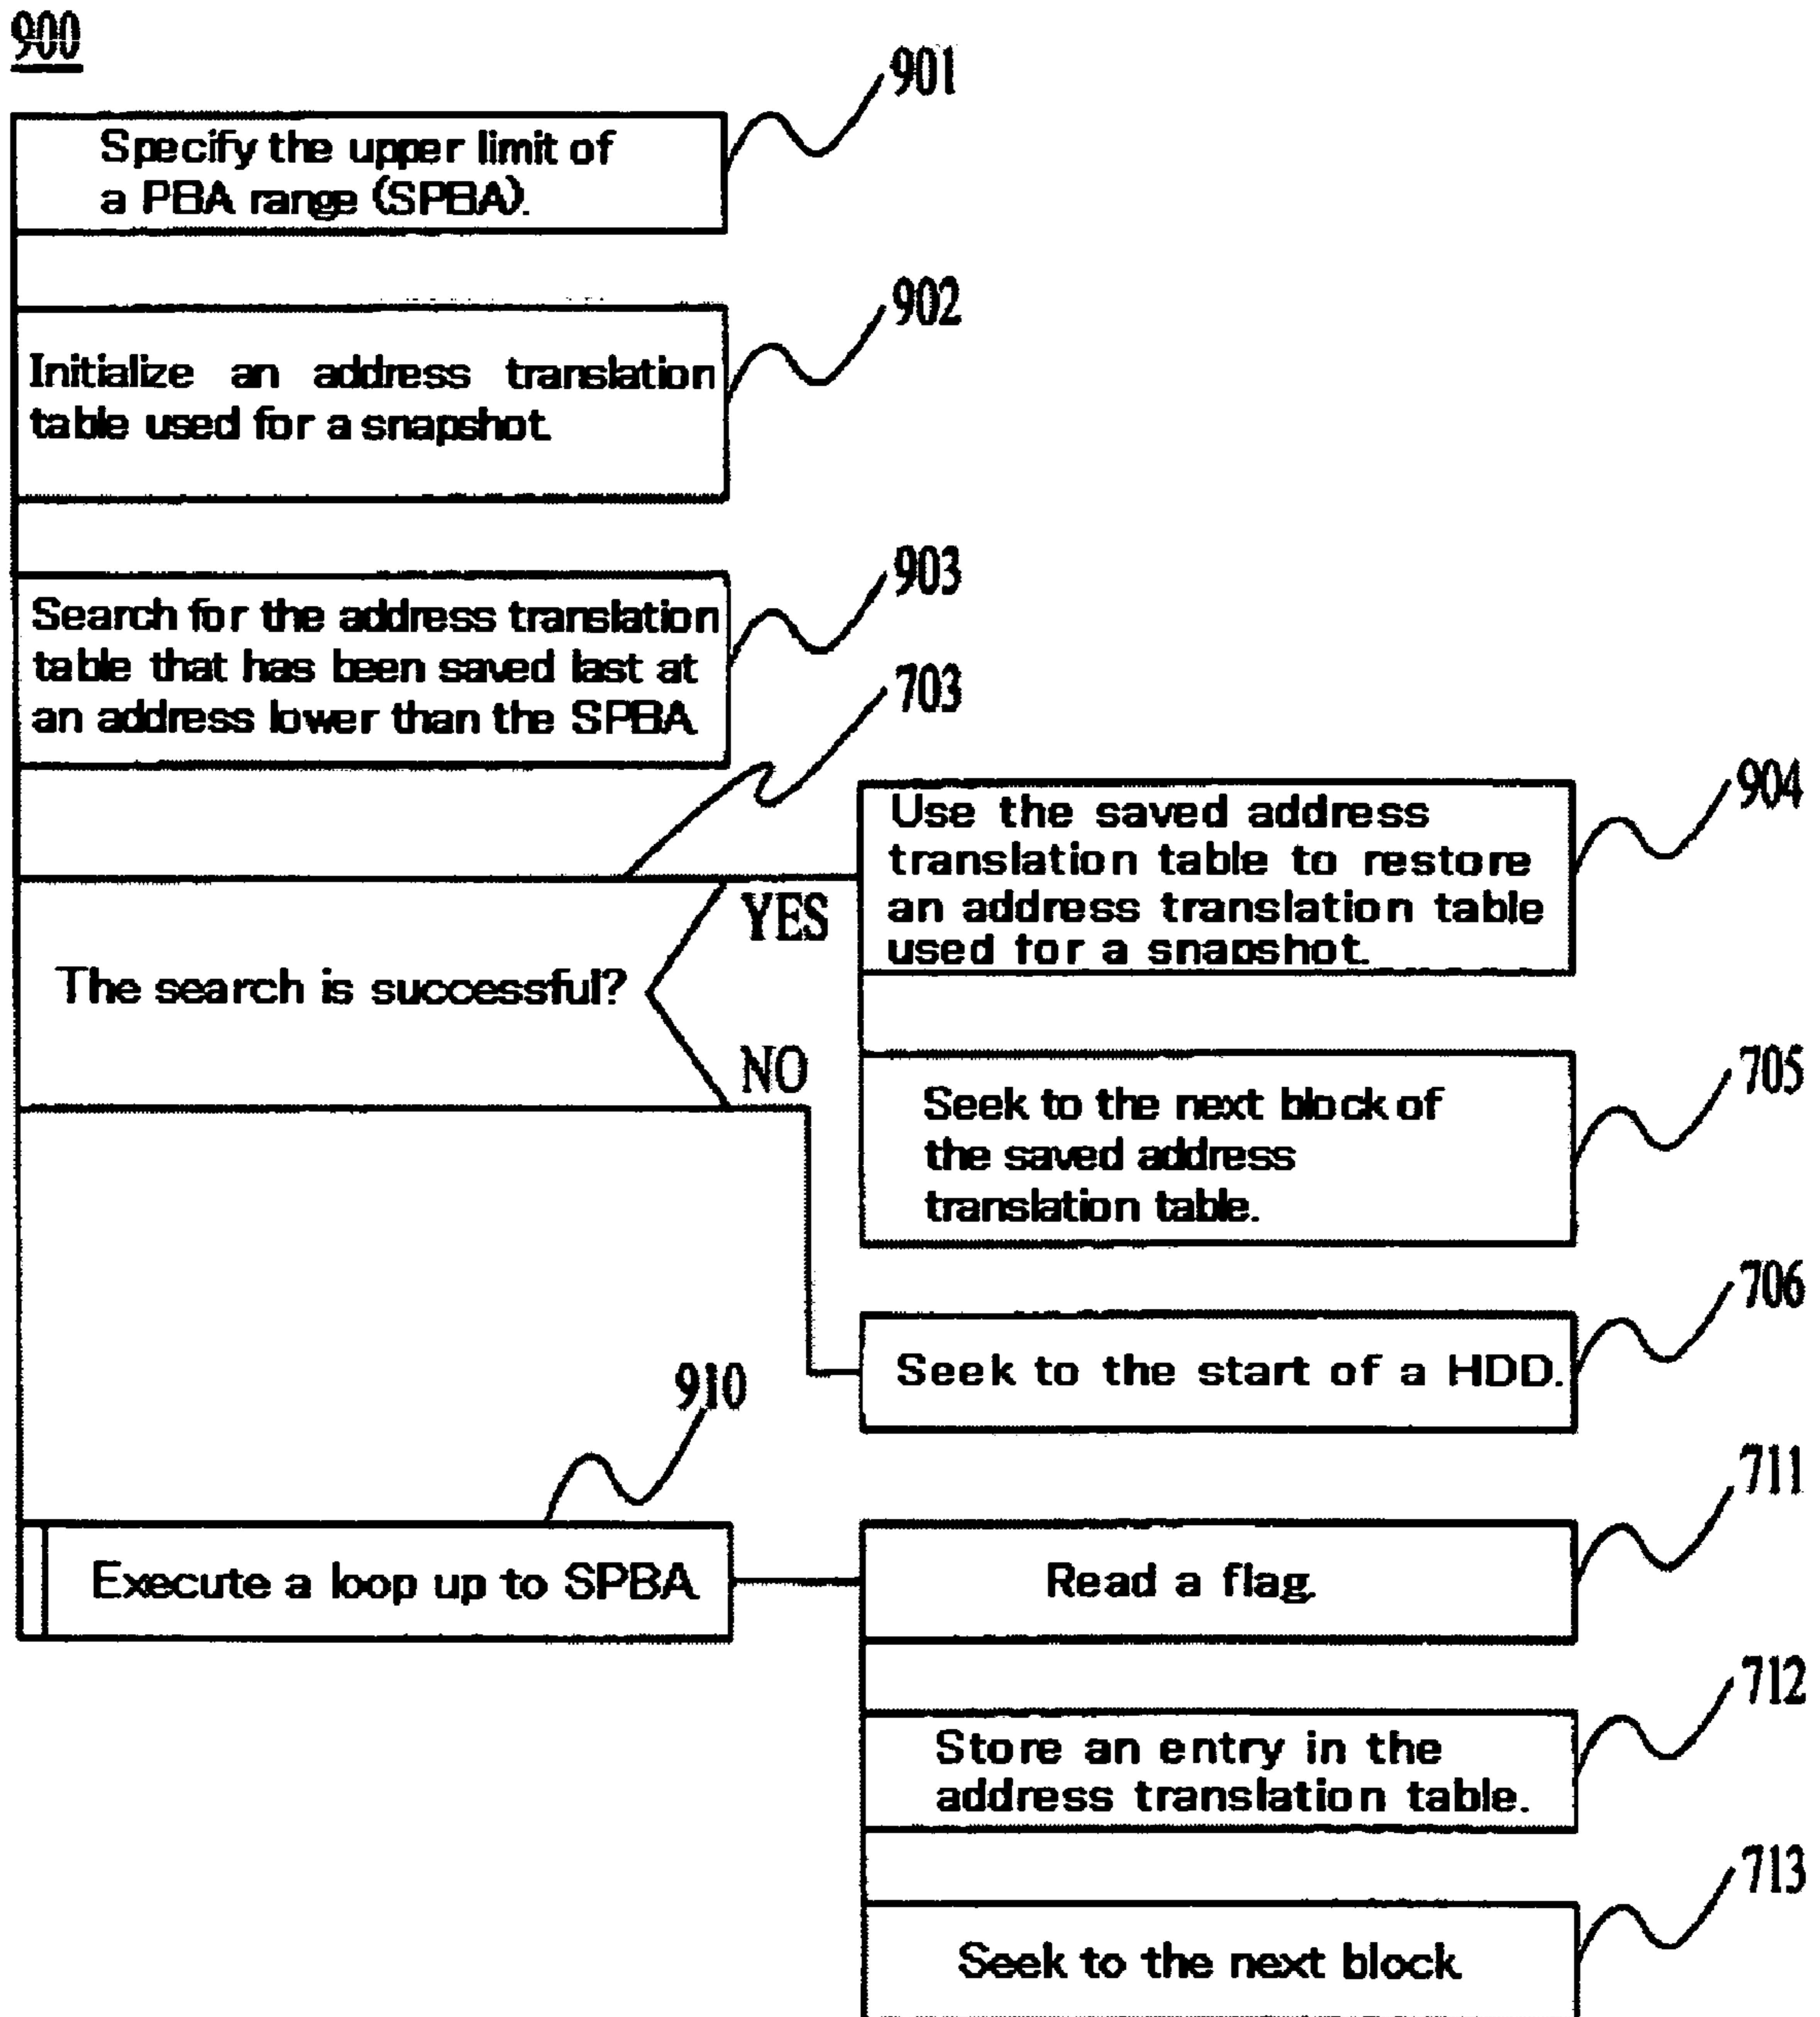 900
901
Specify the upper limit of
a PBA range (SPBA).
902
Initialize an address translation
table used for a snapshot.
903
Search for the address translation
table that has been saved last at
an address lower than the SPBA.
703
904
Use the saved address
translation table to restore
an address translation table
used for a snapshot.
YES
The search is successful?
NO
705
Seek to the next block of
the saved address
translation table.
706
Seek to the start of a HDD.
910
711
Execute a loop up to SPBA.
Read a flag.
712
Store an entry in the
address translation table.
713
Seek to the next block.